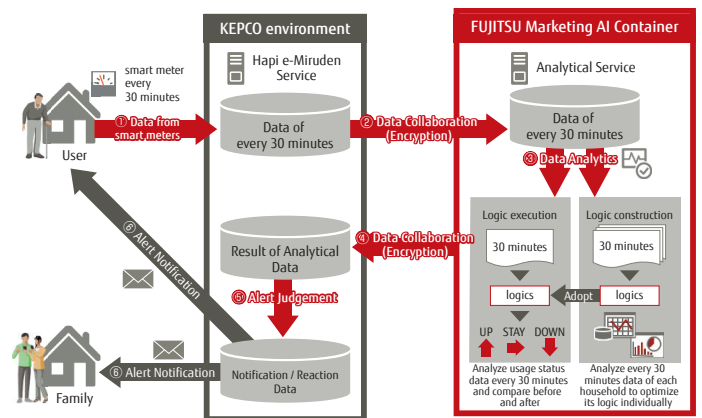 KEPCO environment
FUJITSU Marketing AI Container
smart meter
every
30 minutes
Hapi e-Miruden
Service
Analytical Service
① Data from
smart meters
User
Data of
every 30 minutes
② Data Collaboration
(Encryption)
Data of
every 30 minutes
③ Data Analytics
Logic execution
Logic construction
30 minutes
30 minutes
logics
Adopt
logics
UP
STAY
DOWN
Analyze usage status
data every 30 minutes
and compare before
and after
Analyze every 30
minutes data of each
household to optimize
its logic individually
④ Data Collaboration
(Encryption)
Result of Analytical
Data
⑤ Alert Judgement
Notification / Reaction
Data
⑥ Alert Notification
⑥ Alert Notification
Family